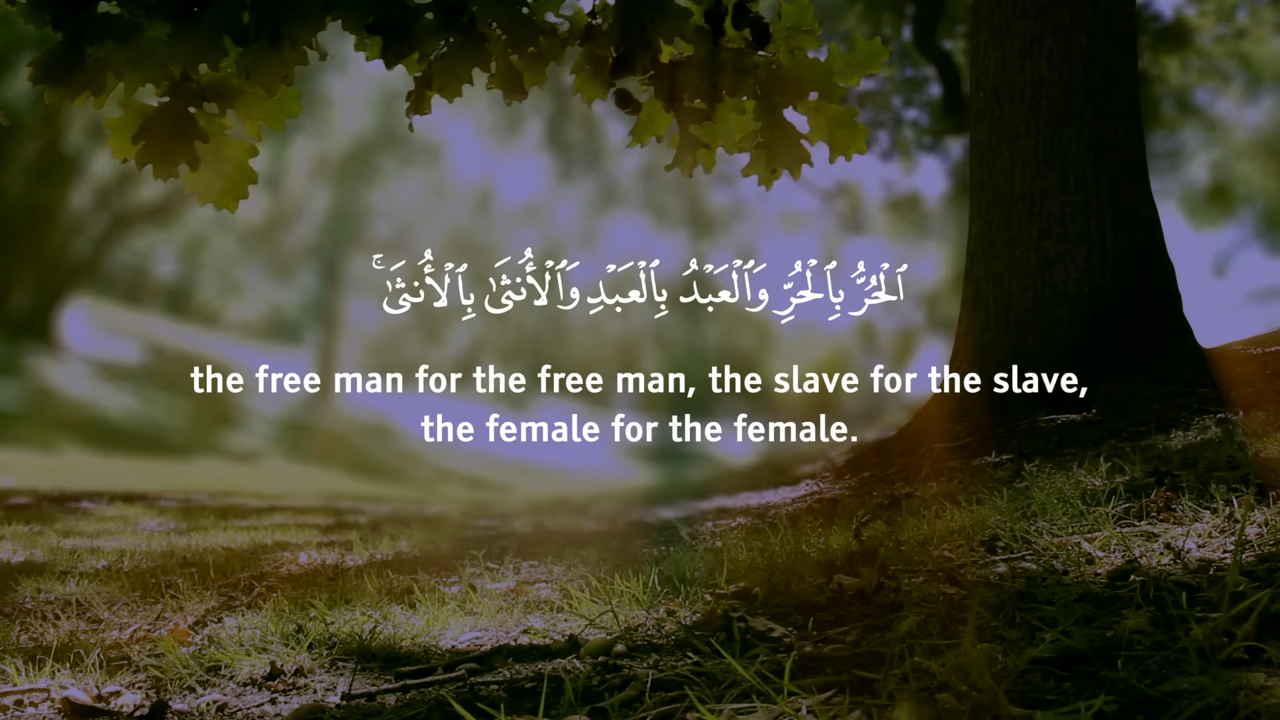 ٱلْحُرُّ بِٱلْحُرِّ وَٱلْعَبْدُ بِٱلْعَبْدِ وَٱلْأُنثَىٰ بِٱلْأُنثَىٰ ۚ
the free man for the free man, the slave for the slave,
the female for the female.